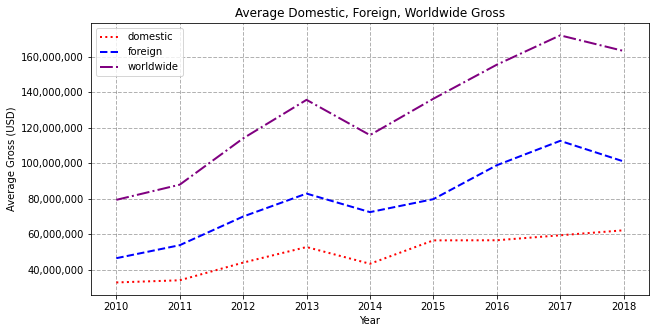 Average Domestic, Foreign, Worldwide Gross
domestic
foreign
worldwide
160,000,000
140,000,000
120,000,000
100,000,000
80,000,000
60,000,000
40,000,000
Average Gross (USD)
2010 2011 2012 2013 2014 2015 2016 2017 2018
Year